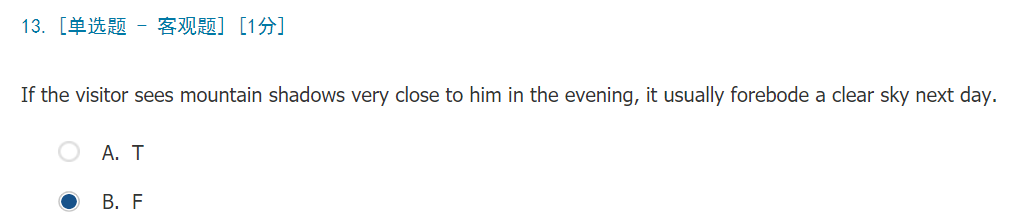 13. [单选题 - 客观题] [1分]
If the visitor sees mountain shadows very close to him in the evening, it usually forebode a clear sky next day.
A. T
B. F